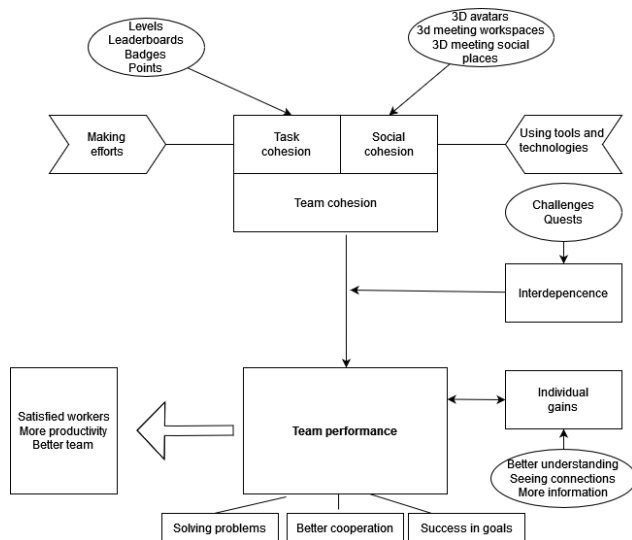 Levels
Leaderboards
Badges
Points
3D avatars
3d meeting workspaces
3D meeting social
places
Making
efforts
Task
cohesion
Social
cohesion
Using tools and
technologies
Team cohesion
Challenges
Quests
Interdepencence
Satisfied workers
More productivity
Better team
Team performance
Individual
gains
Better understanding
Seeing connections
More information
Solving problems
Better cooperation
Success in goals